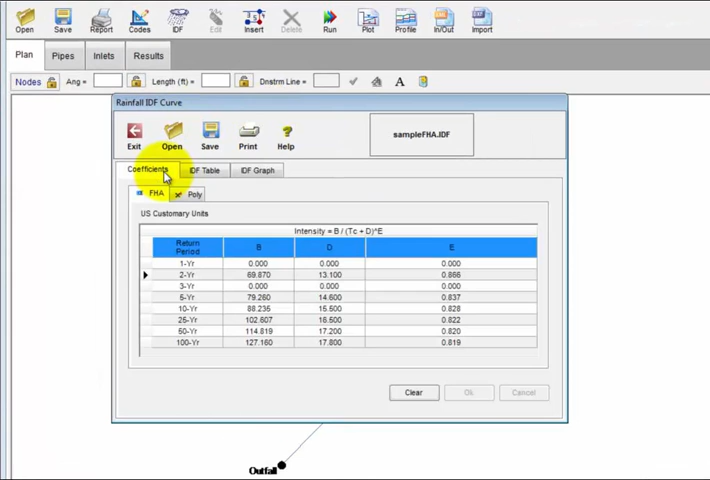 Open Save Report Codes IDF Edit Insert Delete Run Plot Profile In/Out Import
Plan Pipes Inlets Results
Nodes Ang = Length (ft) = Dnstrm Line = A
Rainfall IDF Curve
Exit Open Save Print Help sampleFHA.IDF
Coefficients IDF Table IDF Graph
FHA Poly
US Customary Units
Intensity = B / (Tc + D)^E
Return Period B D E
1-Yr 0.000 0.000 0.000
2-Yr 69.870 13.100 0.866
3-Yr 0.000 0.000 0.000
5-Yr 79.260 14.600 0.837
10-Yr 88.235 15.500 0.828
25-Yr 102.607 16.500 0.822
50-Yr 114.819 17.200 0.820
100-Yr 127.160 17.800 0.819
Clear Ok Cancel
Outfall